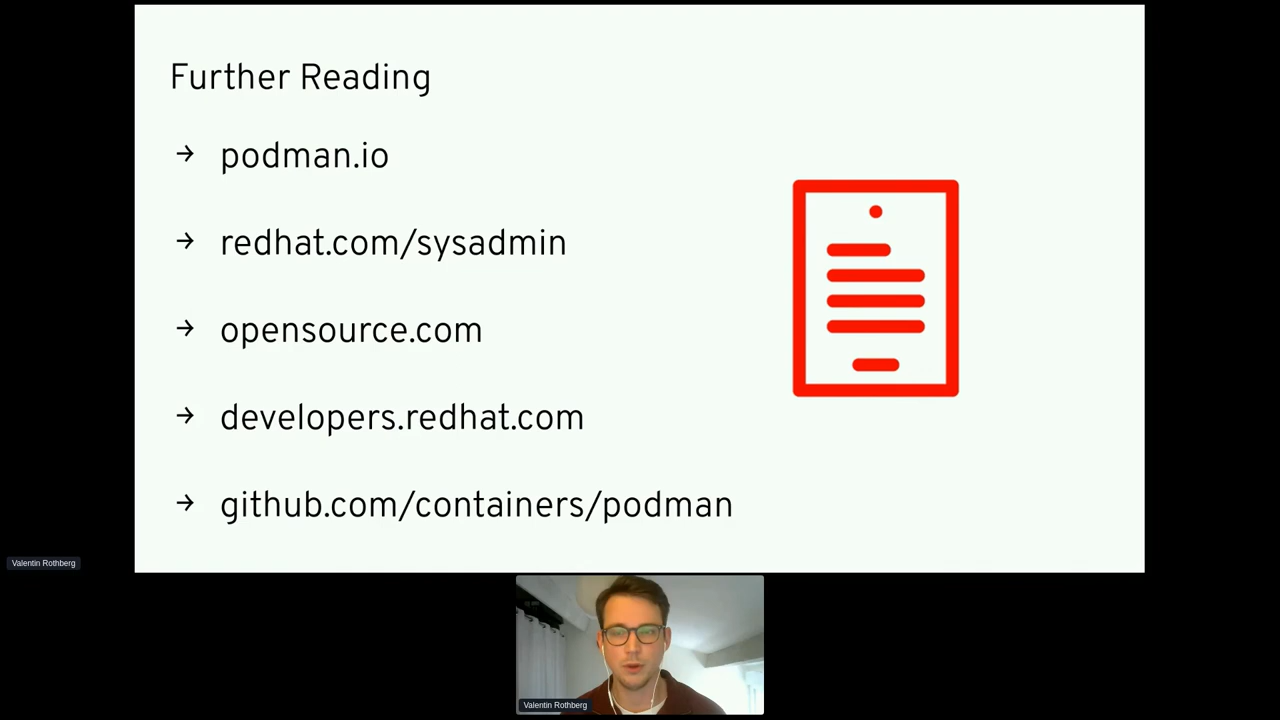 Further Reading
→ podman.io
→ redhat.com/sysadmin
→ opensource.com
→ developers.redhat.com
→ github.com/containers/podman
Valentin Rothberg
Valentin Rothberg